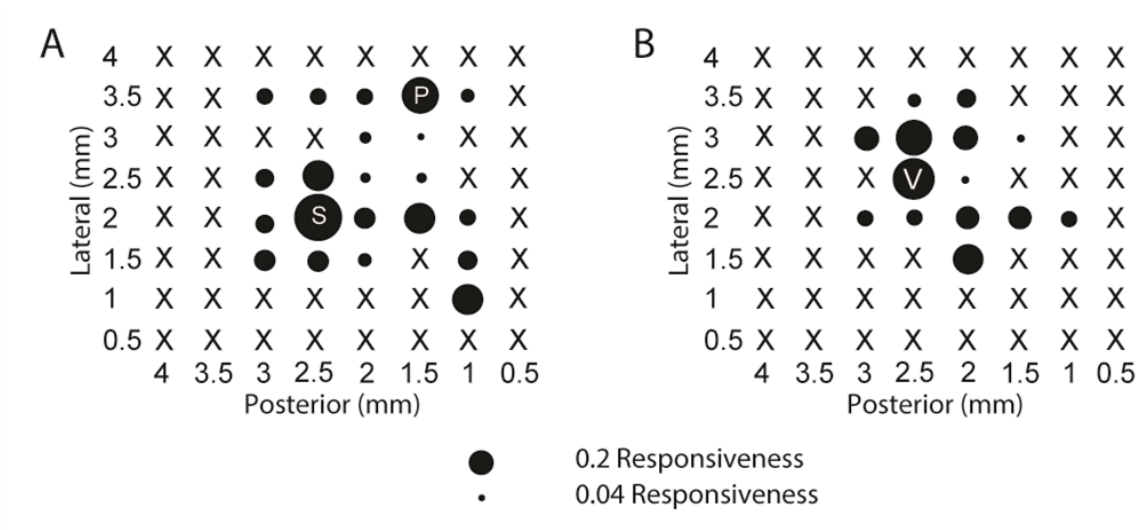 A
4 X X X X X X X X
3.5 X X P X
3 X X X X X X
2.5 X X X X
2 X X S X
1.5 X X X X
1 X X X X X X X
0.5 X X X X X X X X
4 3.5 3 2.5 2 1.5 1 0.5
Posterior (mm)
Lateral (mm)
B
4 X X X X X X X X
3.5 X X X X X X
3 X X X X
2.5 X X X V X X X
2 X X X
1.5 X X X X X X X
1 X X X X X X X X
0.5 X X X X X X X X
4 3.5 3 2.5 2 1.5 1 0.5
Posterior (mm)
Lateral (mm)
0.2 Responsiveness
0.04 Responsiveness